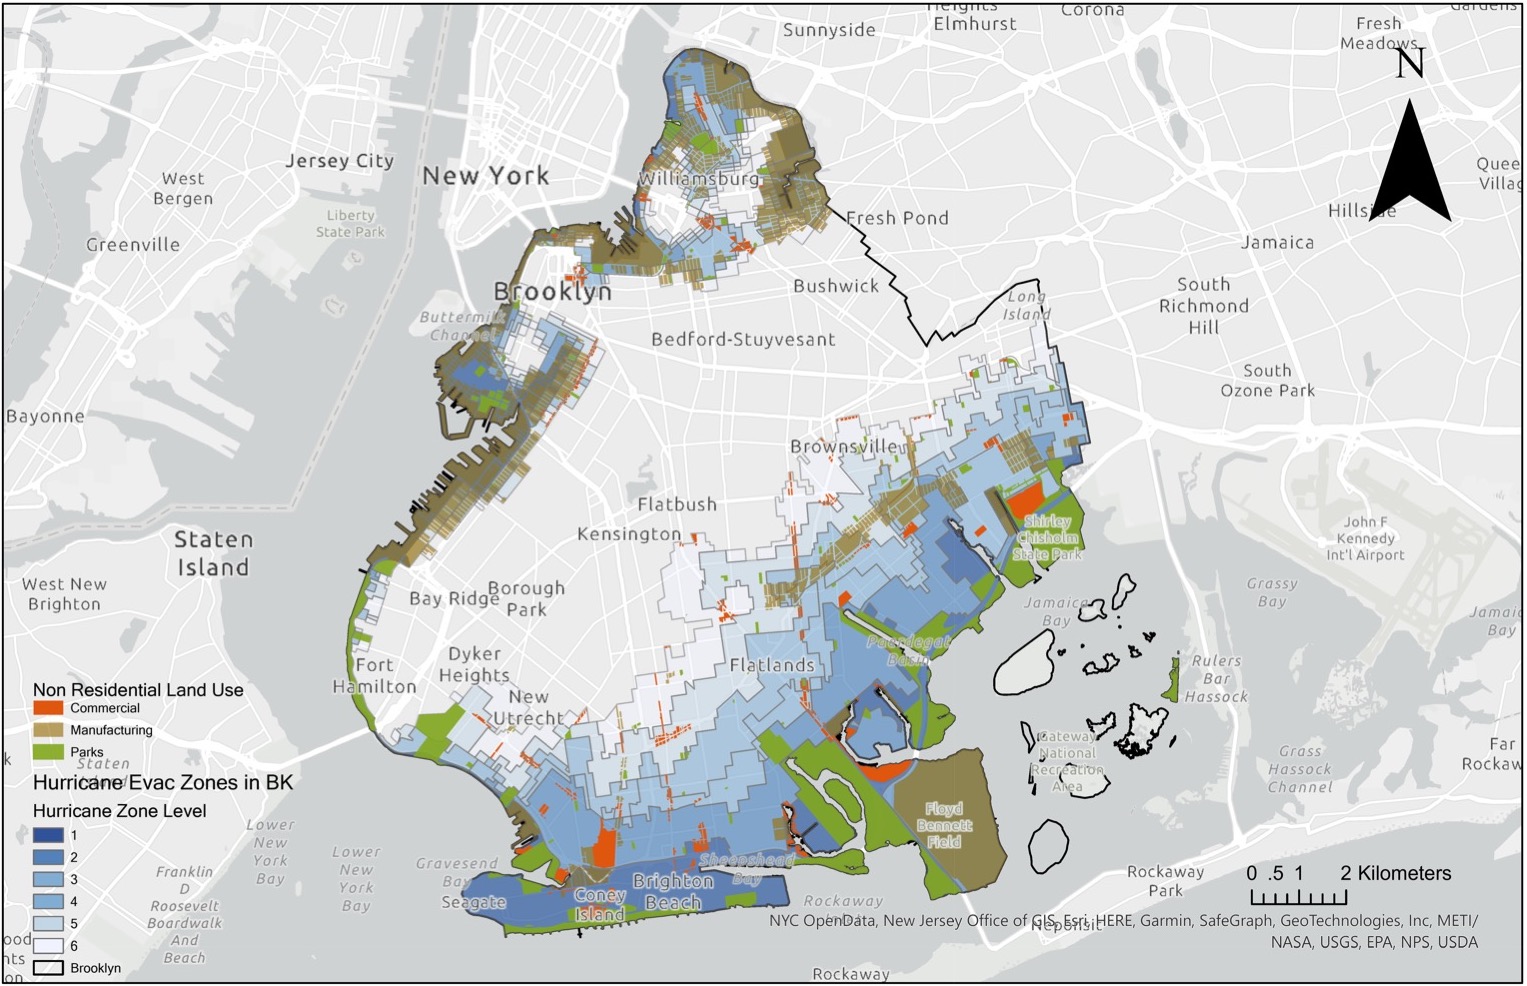 Heights
Elmhurst
Corona
Gardens
Sunnyside
Fresh
Meadows
N
Jersey City
New York
West
Bergen
Liberty
State Park
Greenville
Williamsburg
Fresh Pond
Hillside
Jamaica
Brooklyn
Bushwick
Long
Island
South
Richmond
Hill
Bedford-Stuyvesant
South
Ozone Park
Bayonne
Brownsville
Flatbush
Kensington
Shirley
Chisholm
State Park
John F
Kennedy
Int'l Airport
Staten
Island
West New
Brighton
Bay Ridge
Borough
Park
Jamaica
Bay
Grassy
Bay
Paerdegat
Basin
Fort
Hamilton
Dyker
Heights
New
Utrecht
Flatlands
Rulers
Bar
Hassock
Gateway
National
Recreation
Area
Grass
Hassock
Channel
Far
Non Residential Land Use
Commercial
Manufacturing
Parks
Staten
Hurricane Evac Zones in BK
Hurricane Zone Level
1
2
3
4
5
6
Brooklyn
Floyd
Bennett
Field
Lower
New
York
Bay
Lower
New
York
Bay
Franklin
D
Roosevelt
Boardwalk
And
Beach
Gravesend
Seagate
Coney
Island
Brighton
Beach
Sheepshead
Bay
Rockaway
Rockaway
Park
0 .5 1 2 Kilometers
NYC OpenData, New Jersey Office of GIS, Esri, HERE, Garmin, SafeGraph, GeoTechnologies, Inc, METI/
NASA, USGS, EPA, NPS, USDA
Neponsit
Rockaway